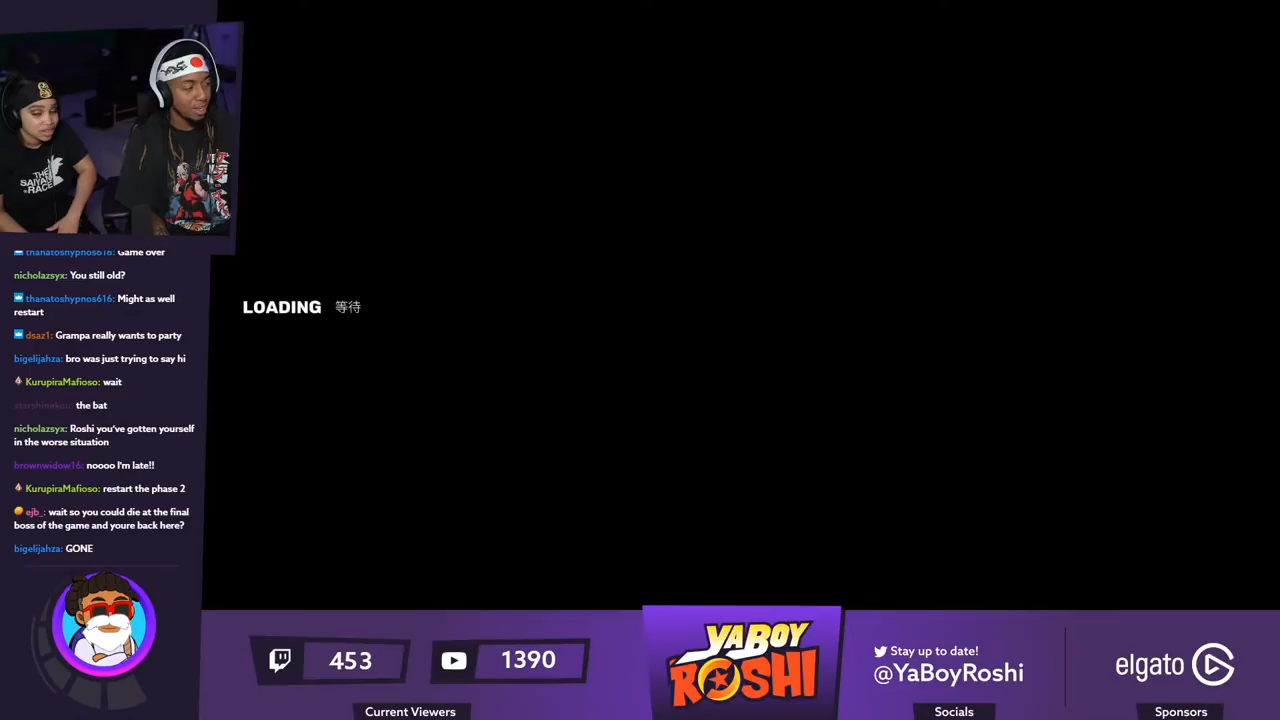 THE
SAIYAN
RACE
thanatoshypnos616: Game over
nicholazsyx: You still old?
thanatoshypnos616: Might as well
restart
dsaz1: Grampa really wants to party
bigelijahza: bro was just trying to say hi
KurupiraMafioso: wait
the bat
nicholazsyx: Roshi you've gotten yourself
in the worse situation
brownwidow16: noooo I'm late!!
KurupiraMafioso: restart the phase 2
ejb_: wait so you could die at the final
boss of the game and youre back here?
bigelijahza: GONE
LOADING 等待
453
1390
Current Viewers
YABOY
ROSHI
Stay up to date!
@YaBoyRoshi
Socials
elgato
Sponsors